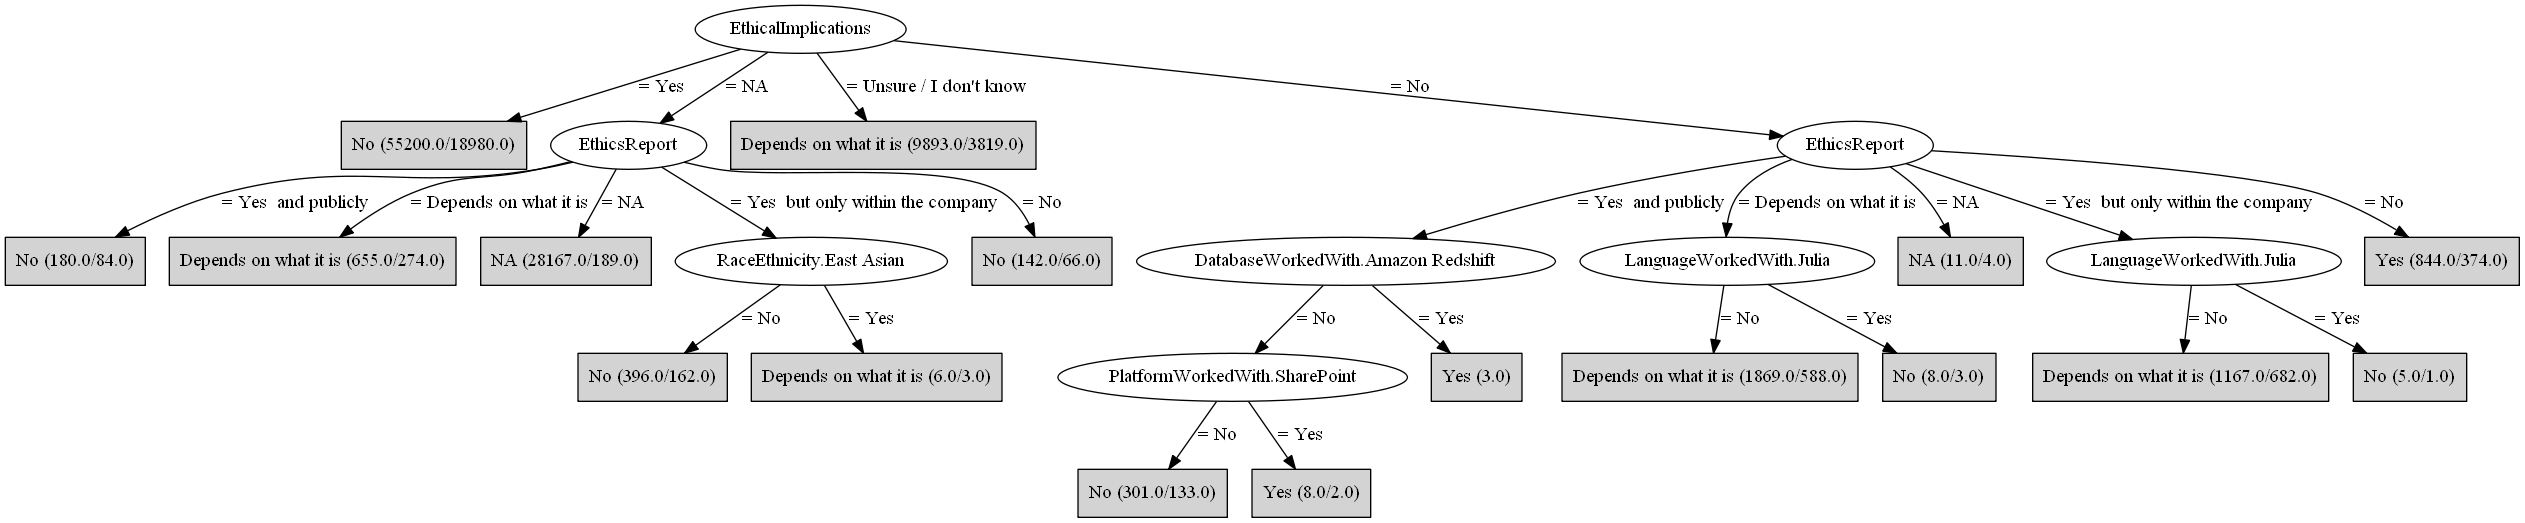 EthicalImplications
= Yes
= NA
= Unsure / I don't know
= No
No (55200.0/18980.0)
EthicsReport
Depends on what it is (9893.0/3819.0)
EthicsReport
= Yes  and publicly
= Depends on what it is
= NA
= Yes  but only within the company
= No
= Yes  and publicly
= Depends on what it is
= NA
= Yes  but only within the company
= No
No (180.0/84.0)
Depends on what it is (655.0/274.0)
NA (28167.0/189.0)
RaceEthnicity.East Asian
No (142.0/66.0)
DatabaseWorkedWith.Amazon Redshift
LanguageWorkedWith.Julia
NA (11.0/4.0)
LanguageWorkedWith.Julia
Yes (844.0/374.0)
= No
= Yes
= No
= Yes
= No
= Yes
= No
= Yes
No (396.0/162.0)
Depends on what it is (6.0/3.0)
PlatformWorkedWith.SharePoint
Yes (3.0)
Depends on what it is (1869.0/588.0)
No (8.0/3.0)
Depends on what it is (1167.0/682.0)
No (5.0/1.0)
= No
= Yes
No (301.0/133.0)
Yes (8.0/2.0)